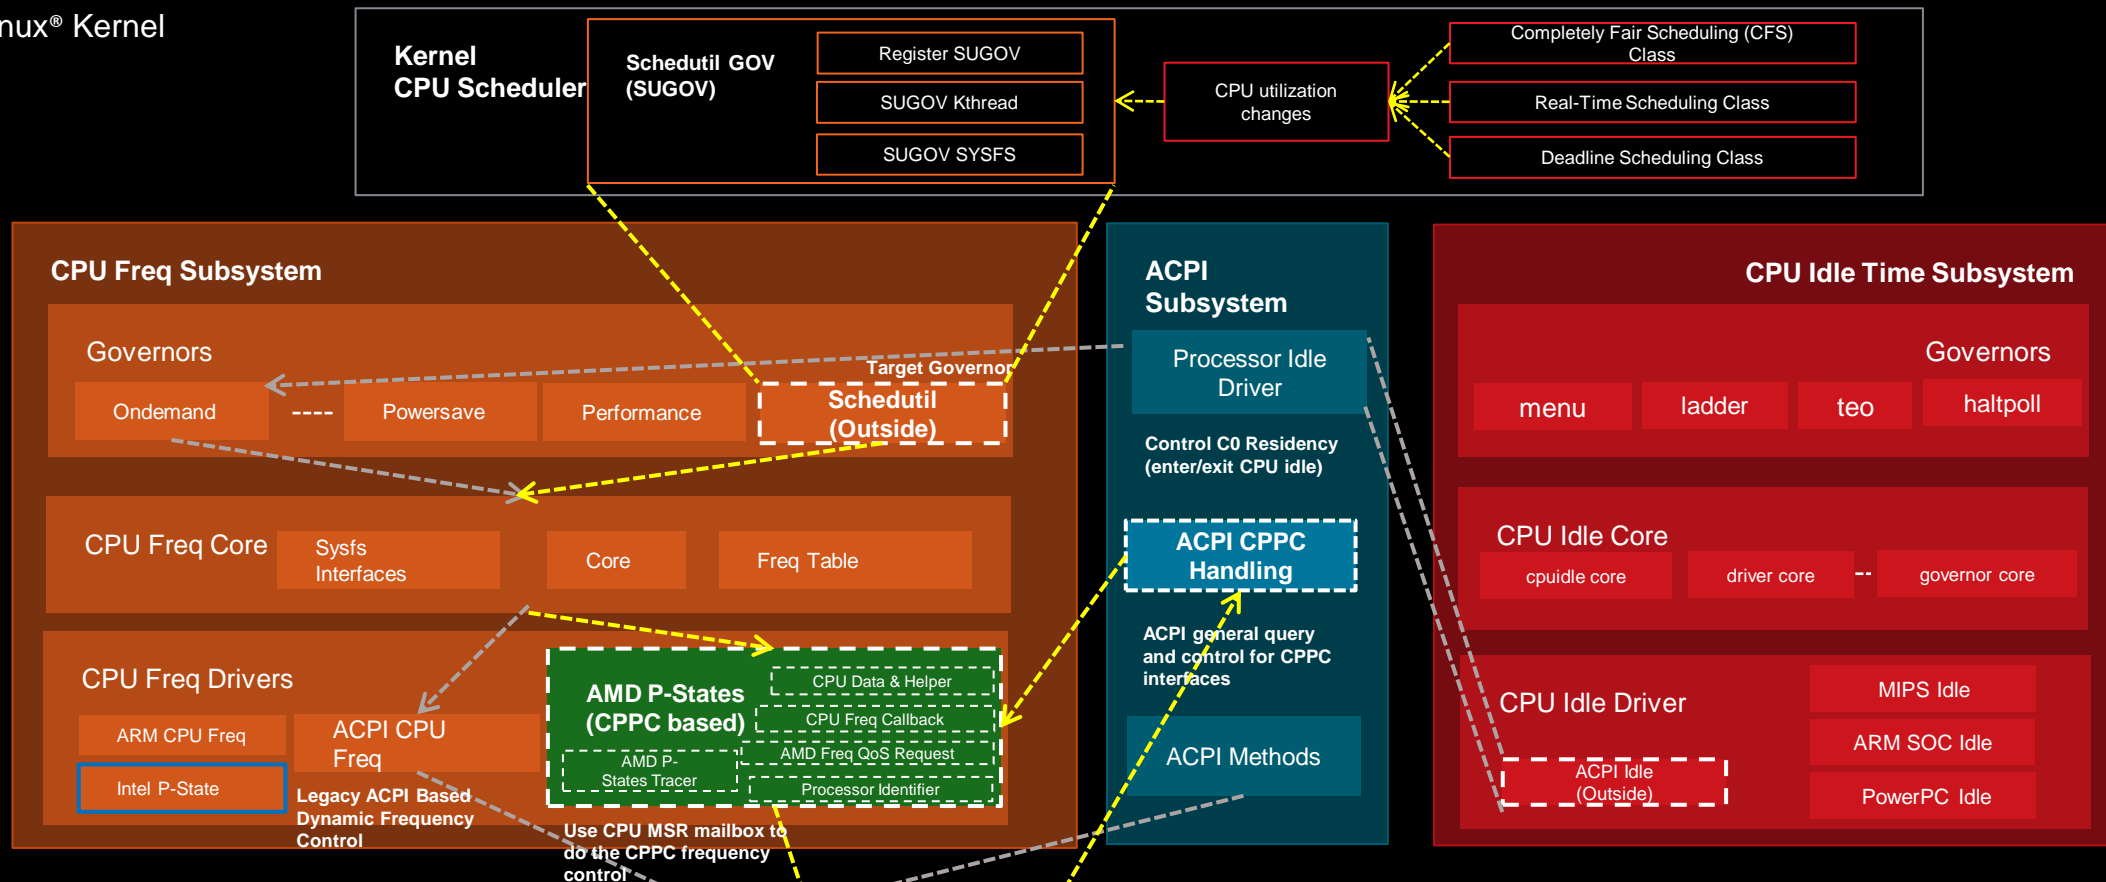 nux® Kernel
Kernel
CPU Scheduler
Schedutil GOV
(SUGOV)
Register SUGOV
SUGOV Kthread
SUGOV SYSFS
CPU utilization
changes
Completely Fair Scheduling (CFS)
Class
Real-Time Scheduling Class
Deadline Scheduling Class
CPU Freq Subsystem
Governors
Target Governor
Ondemand
Powersave
Performance
Schedutil
(Outside)
CPU Freq Core
Sysfs
Interfaces
Core
Freq Table
CPU Freq Drivers
ARM CPU Freq
Intel P-State
ACPI CPU
Freq
Legacy ACPI Based
Dynamic Frequency
Control
AMD P-States
(CPPC based)
CPU Data & Helper
CPU Freq Callback
AMD Freq QoS Request
AMD P-
States Tracer
Processor Identifier
Use CPU MSR mailbox to
do the CPPC frequency
control
ACPI
Subsystem
Processor Idle
Driver
Control C0 Residency
(enter/exit CPU idle)
ACPI CPPC
Handling
ACPI general query
and control for CPPC
interfaces
ACPI Methods
CPU Idle Time Subsystem
Governors
menu
ladder
teo
haltpoll
CPU Idle Core
cpuidle core
driver core
governor core
CPU Idle Driver
MIPS Idle
ARM SOC Idle
PowerPC Idle
ACPI Idle
(Outside)